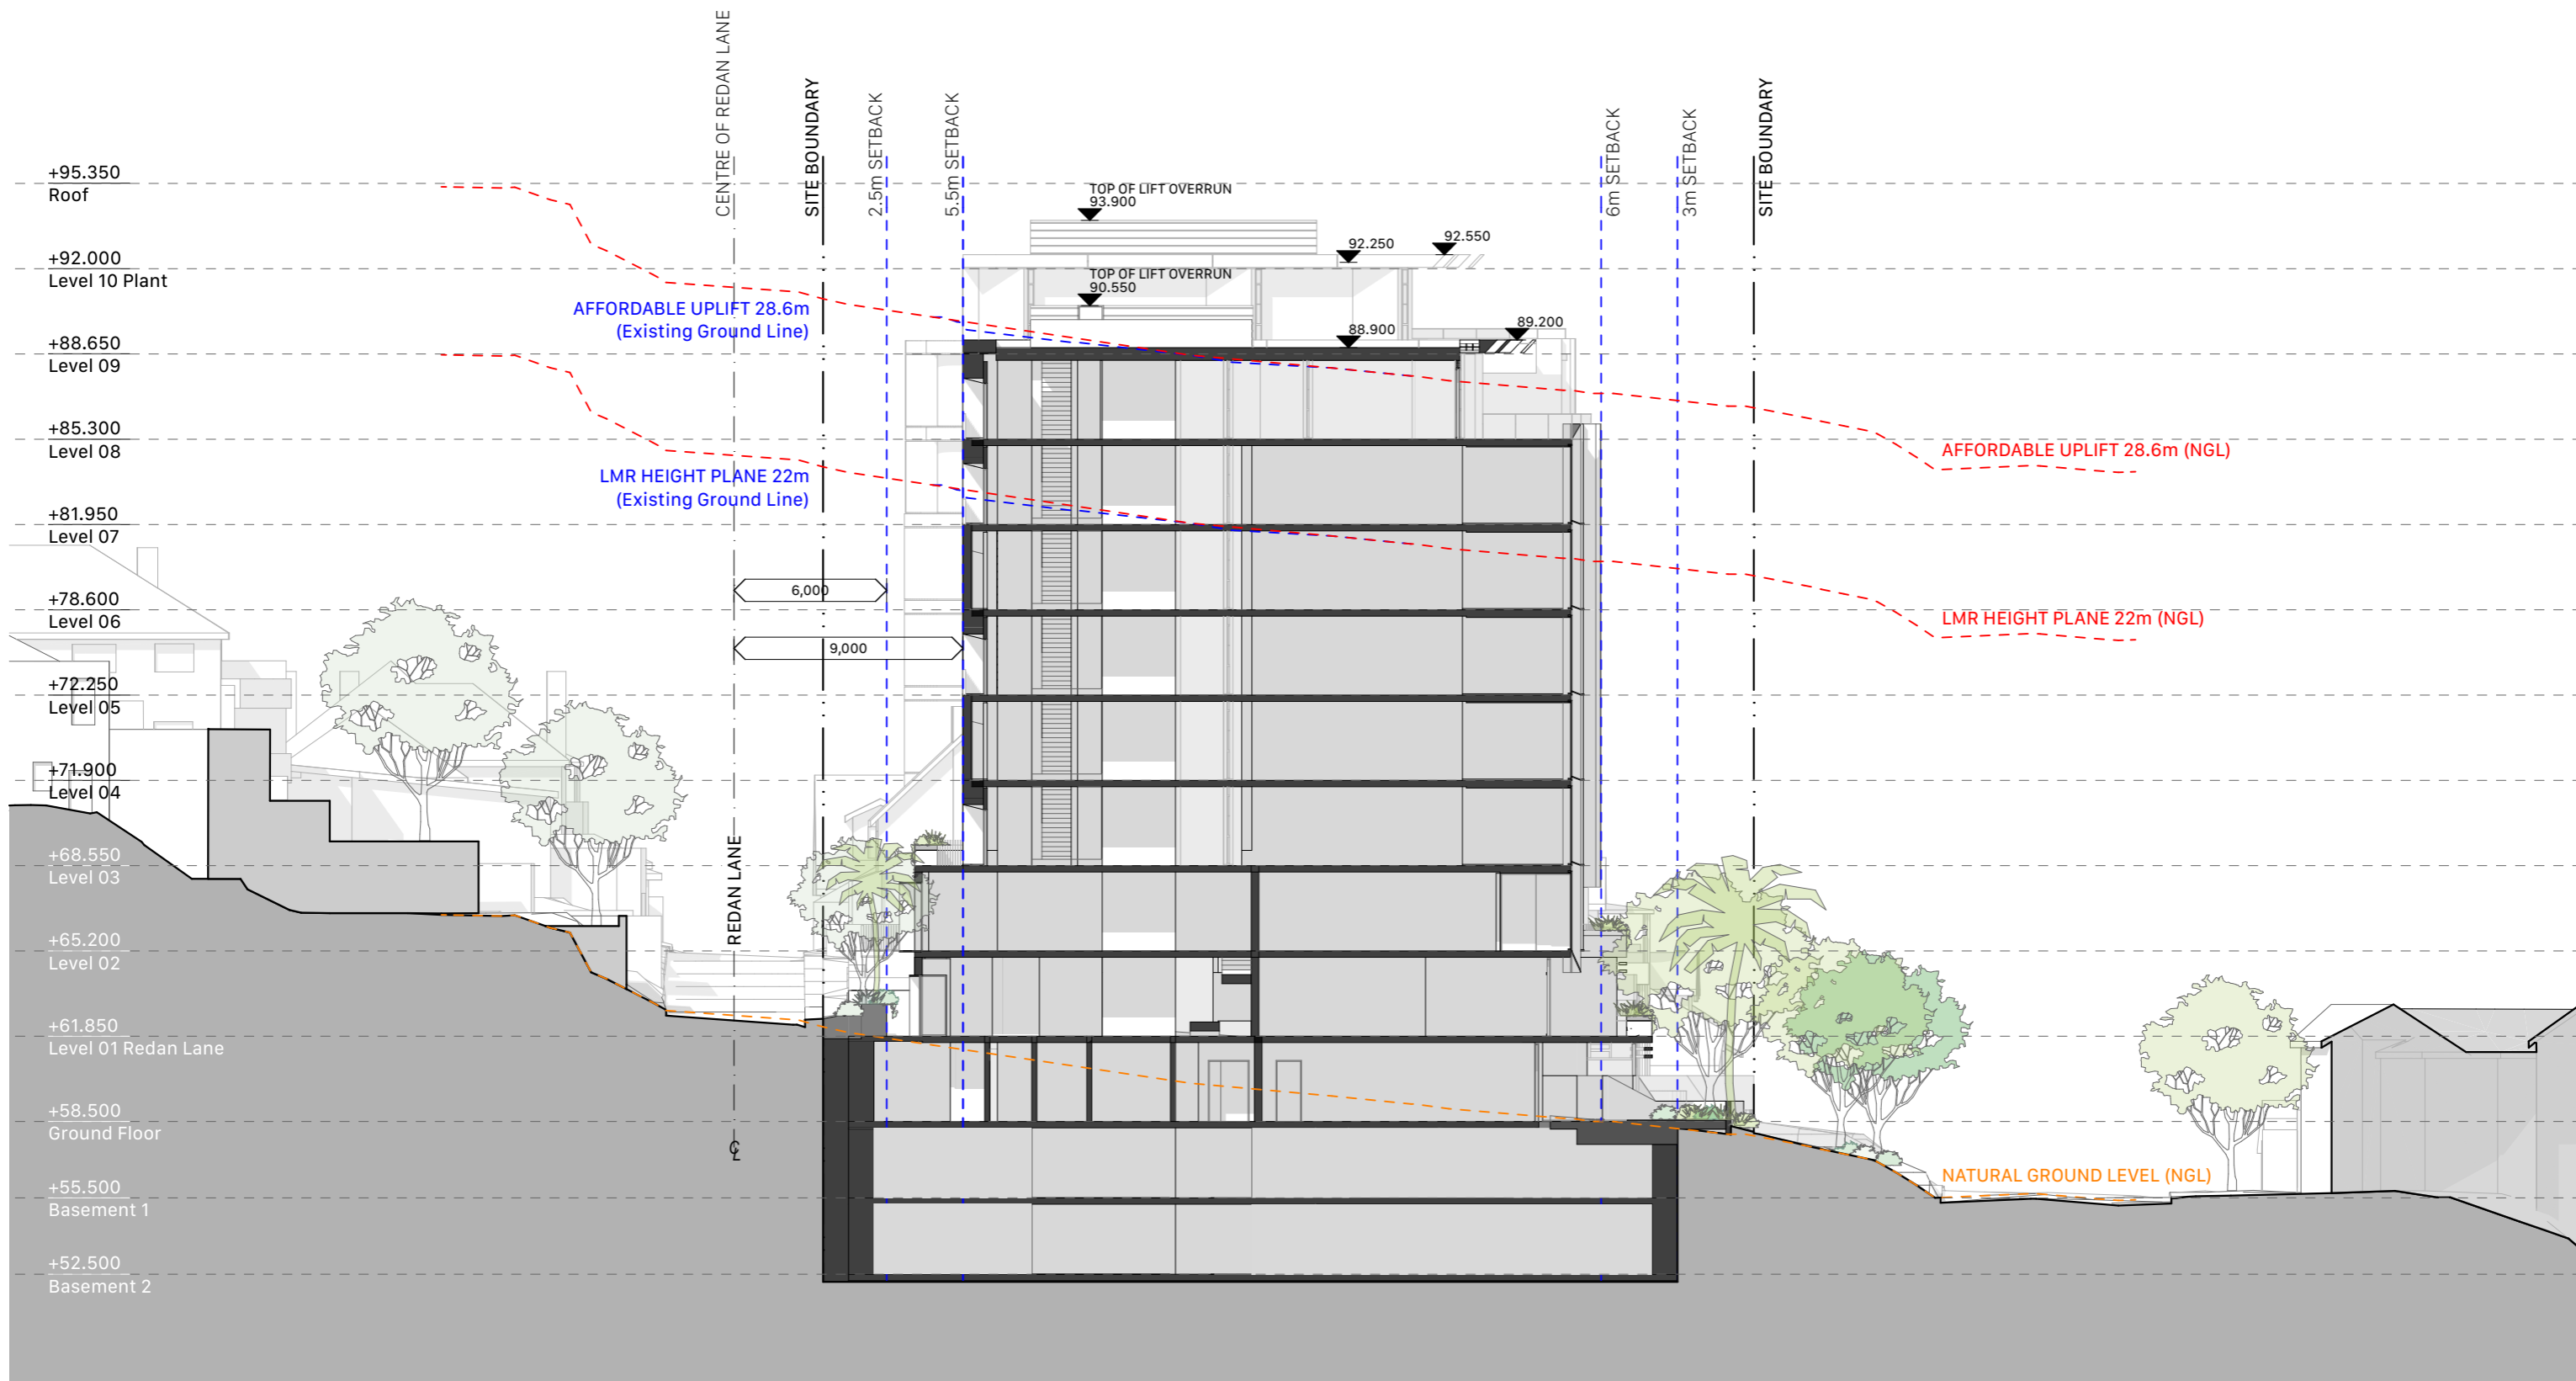 CENTRE OF REDAN LANE
SITE BOUNDARY
2.5m SETBACK
5.5m SETBACK
6m SETBACK
3m SETBACK
SITE BOUNDARY
+95.350
Roof
TOP OF LIFT OVERRUN
93.900
92.250
92.550
+92.000
Level 10 Plant
TOP OF LIFT OVERRUN
90.550
AFFORDABLE UPLIFT 28.6m
(Existing Ground Line)
88.900
89.200
+88.650
Level 09
+85.300
Level 08
AFFORDABLE UPLIFT 28.6m (NGL)
LMR HEIGHT PLANE 22m
(Existing Ground Line)
+81.950
Level 07
6,000
+78.600
Level 06
LMR HEIGHT PLANE 22m (NGL)
9,000
+72.250
Level 05
+71.900
Level 04
+68.550
Level 03
REDAN LANE
+65.200
Level 02
+61.850
Level 01 Redan Lane
+58.500
Ground Floor
℄
NATURAL GROUND LEVEL (NGL)
+55.500
Basement 1
+52.500
Basement 2